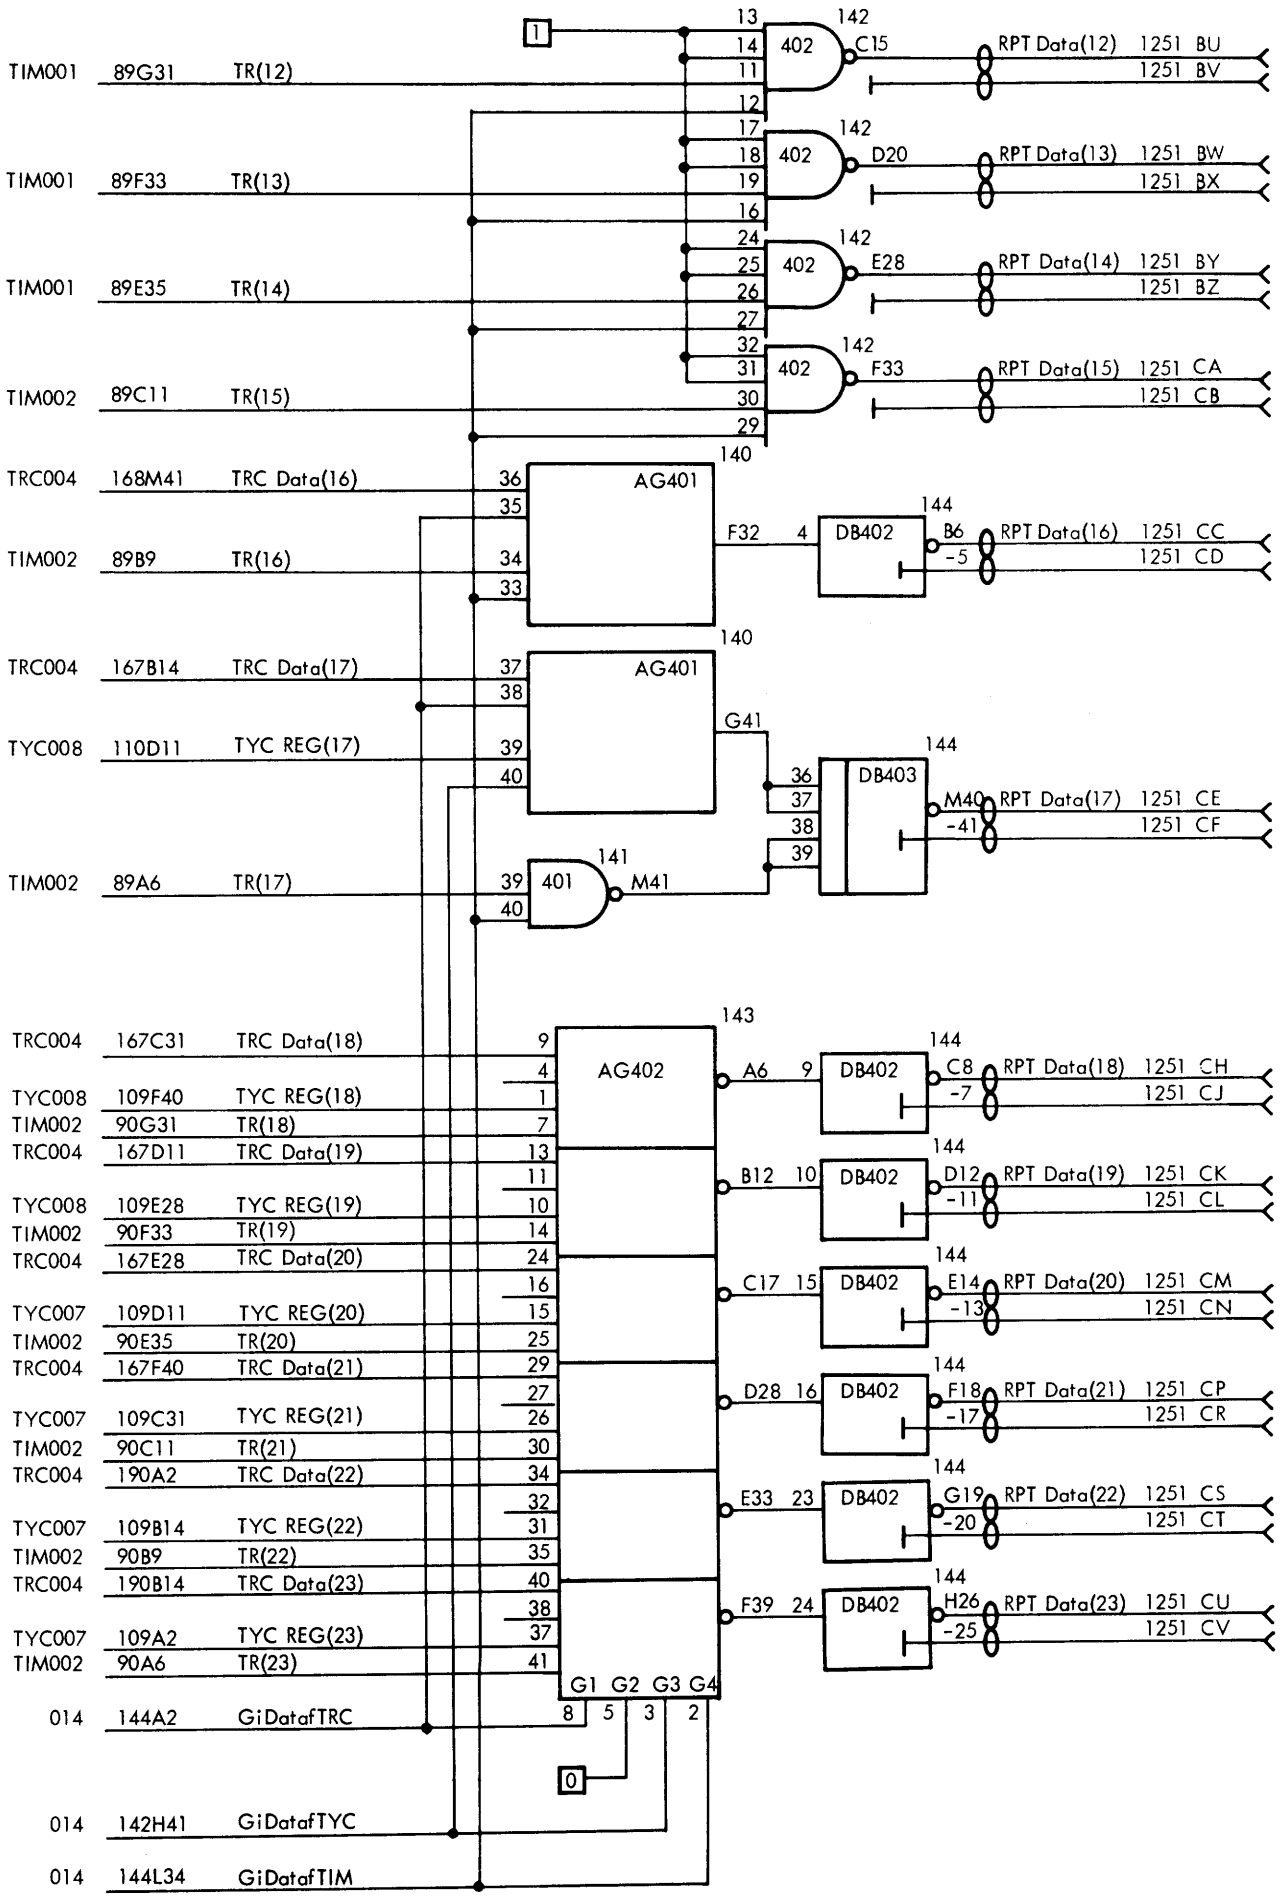 13 142
1 14 402 C15 RPT Data(12) 1251 BU
TIM001 89G31 TR(12) 11 1251 BV
12
17 142
18 402 D20 RPT Data(13) 1251 BW
TIM001 89F33 TR(13) 19 1251 BX
16
24 142
25 402 E28 RPT Data(14) 1251 BY
TIM001 89E35 TR(14) 26 1251 BZ
27
32 142
31 402 F33 RPT Data(15) 1251 CA
TIM002 89C11 TR(15) 30 1251 CB
29
140
TRC004 168M41 TRC Data(16) 36 AG401
35 144
F32 4 DB402 B6 RPT Data(16) 1251 CC
TIM002 89B9 TR(16) 34 -5 1251 CD
33
140
TRC004 167B14 TRC Data(17) 37 AG401
38
G41
TYC008 110D11 TYC REG(17) 39 144
40 36 DB403
37 M40 RPT Data(17) 1251 CE
38 -41 1251 CF
141 39
TIM002 89A6 TR(17) 39 401 M41
40
143
TRC004 167C31 TRC Data(18) 9 144
4 AG402 A6 9 DB402 C8 RPT Data(18) 1251 CH
TYC008 109F40 TYC REG(18) 1 -7 1251 CJ
TIM002 90G31 TR(18) 7
TRC004 167D11 TRC Data(19) 13 144
11 B12 10 DB402 D12 RPT Data(19) 1251 CK
TYC008 109E28 TYC REG(19) 10 -11 1251 CL
TIM002 90F33 TR(19) 14
TRC004 167E28 TRC Data(20) 24 144
16 C17 15 DB402 E14 RPT Data(20) 1251 CM
TYC007 109D11 TYC REG(20) 15 -13 1251 CN
TIM002 90E35 TR(20) 25
TRC004 167F40 TRC Data(21) 29 144
27 D28 16 DB402 F18 RPT Data(21) 1251 CP
TYC007 109C31 TYC REG(21) 26 -17 1251 CR
TIM002 90C11 TR(21) 30
TRC004 190A2 TRC Data(22) 34 144
32 E33 23 DB402 G19 RPT Data(22) 1251 CS
TYC007 109B14 TYC REG(22) 31 -20 1251 CT
TIM002 90B9 TR(22) 35
TRC004 190B14 TRC Data(23) 40 144
38 F39 24 DB402 H26 RPT Data(23) 1251 CU
TYC007 109A2 TYC REG(23) 37 -25 1251 CV
TIM002 90A6 TR(23) 41
G1 G2 G3 G4
014 144A2 GiDatafTRC 8 5 3 2
0
014 142H41 GiDatafTYC
014 144L34 GiDatafTIM